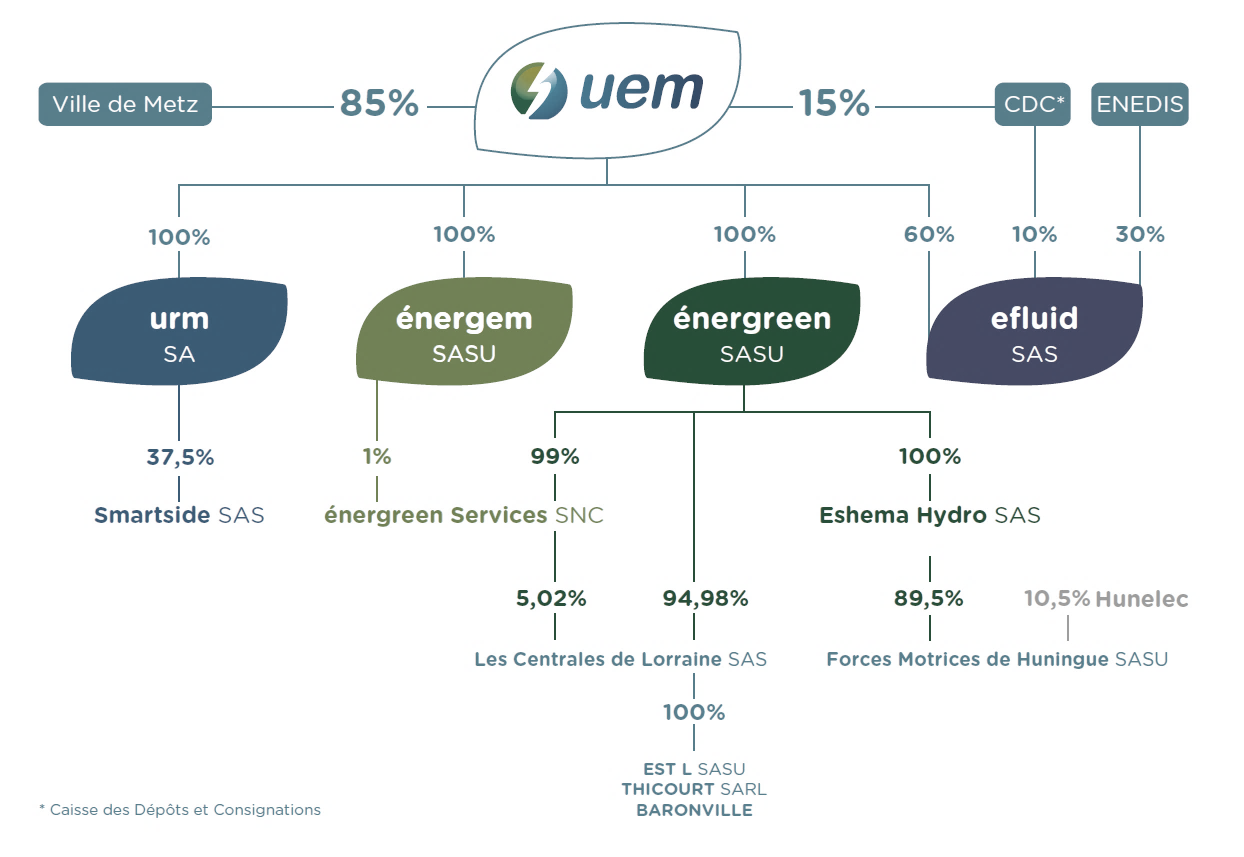 uem
Ville de Metz
85%
15%
CDC*
ENEDIS
100%
100%
100%
60%
10%
30%
urm
SA
énergem
SASU
énergreen
SASU
efluid
SAS
37,5%
1%
99%
100%
Smartside SAS
énergreen Services SNC
Eshema Hydro SAS
5,02%
94,98%
89,5%
10,5% Hunelec
Les Centrales de Lorraine SAS
Forces Motrices de Huningue SASU
100%
EST L SASU
THICOURT SARL
BARONVILLE
* Caisse des Dépôts et Consignations